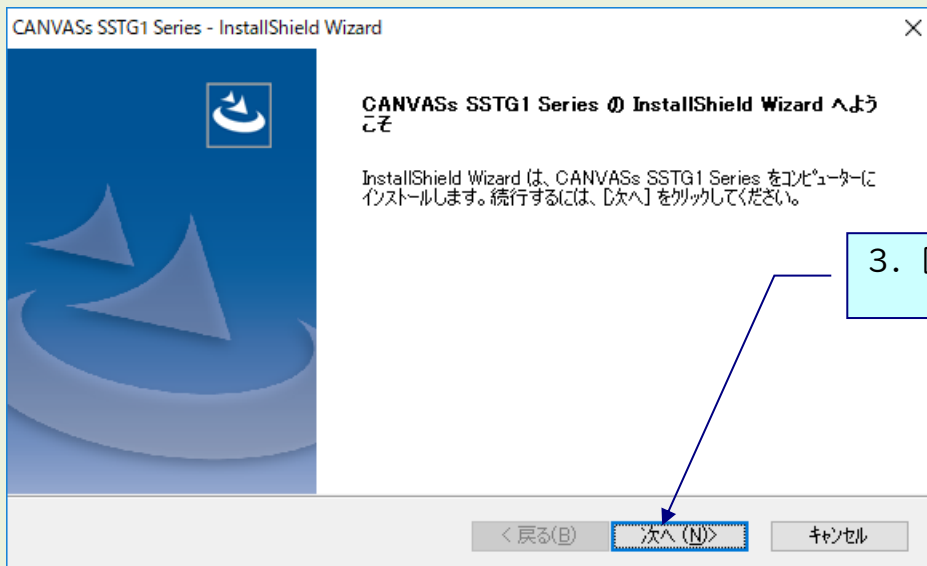 CANVASs SSTG1 Series - InstallShield Wizard
CANVASs SSTG1 Series の InstallShield Wizard へよう
こそ
InstallShield Wizard は、CANVASs SSTG1 Series をコンピューターに
インストールします。続行するには、[次へ] をクリックしてください。
3．[
< 戻る(B)
次へ (N)>
キャンセル